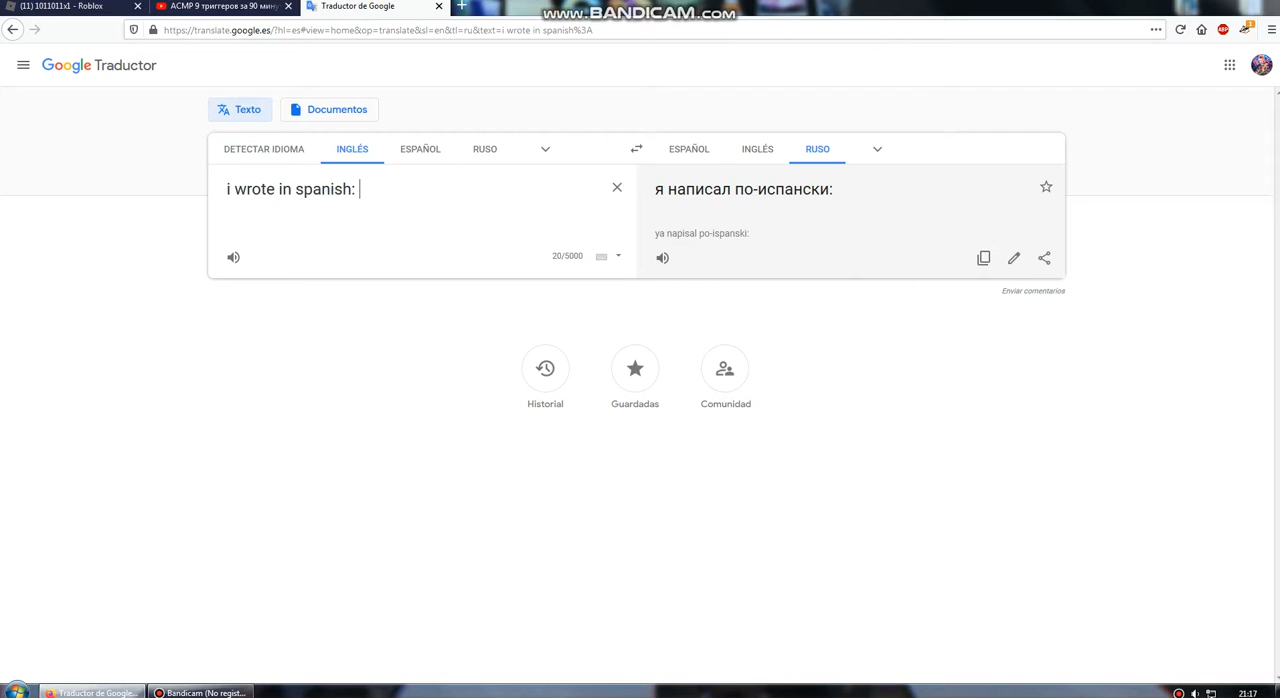 www.BANDICAM.com
(11) 1011011x1 - Roblox
АСМР 9 триггеров за 90 мину
Traductor de Google
https://translate.google.es/?hl=es#view=home&op=translate&sl=en&tl=ru&text=i wrote in spanish%3A
ABP
1
Google Traductor
Texto
Documentos
DETECTAR IDIOMA INGLÉS ESPAÑOL RUSO
ESPAÑOL INGLÉS RUSO
i wrote in spanish:
я написал по-испански:
ya napisal po-ispanski:
20/5000
Enviar comentarios
Historial
Guardadas
Comunidad
Traductor de Google...
Bandicam (No regist...
21:17